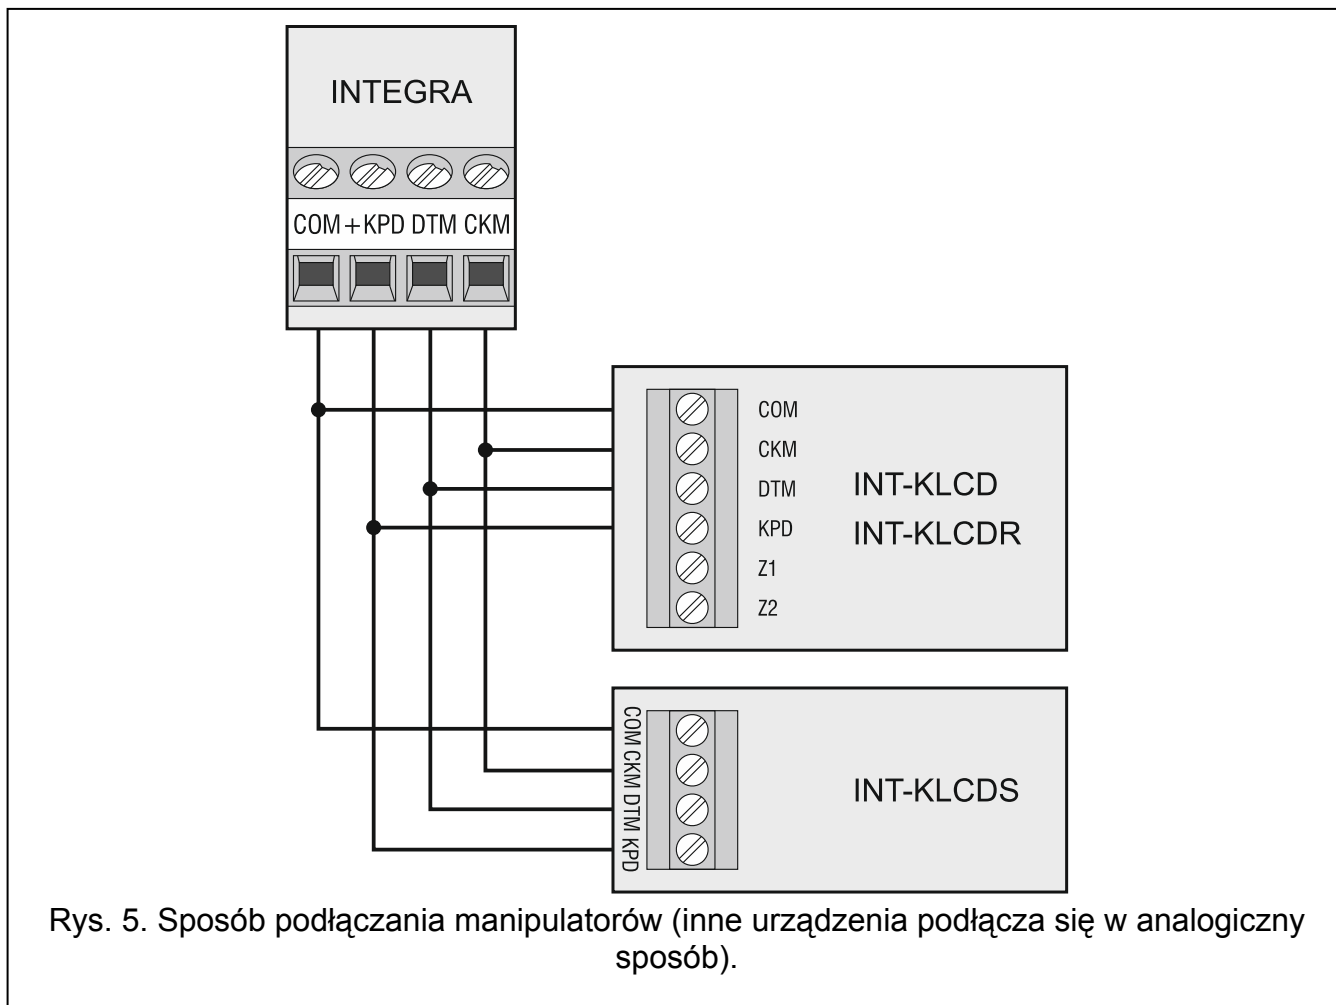 INTEGRA
COM +KPD DTM CKM
COM
CKM
DTM
KPD
Z1
Z2
INT-KLCD
INT-KLCDR
COM CKM DTM KPD
INT-KLCDS
Rys. 5. Sposób podłączania manipulatorów (inne urządzenia podłącza się w analogiczny
sposób).